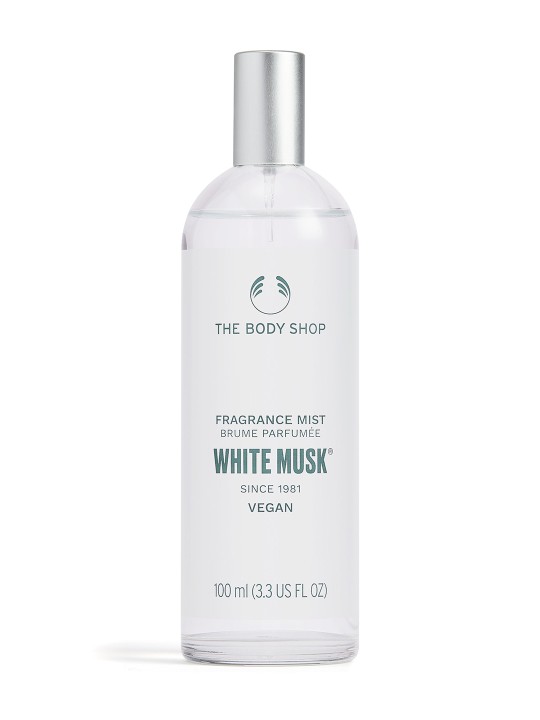 THE BODY SHOP
FRAGRANCE MIST
BRUME PARFUMÉE
WHITE MUSK®
SINCE 1981
VEGAN
100 ml (3.3 US FL OZ)